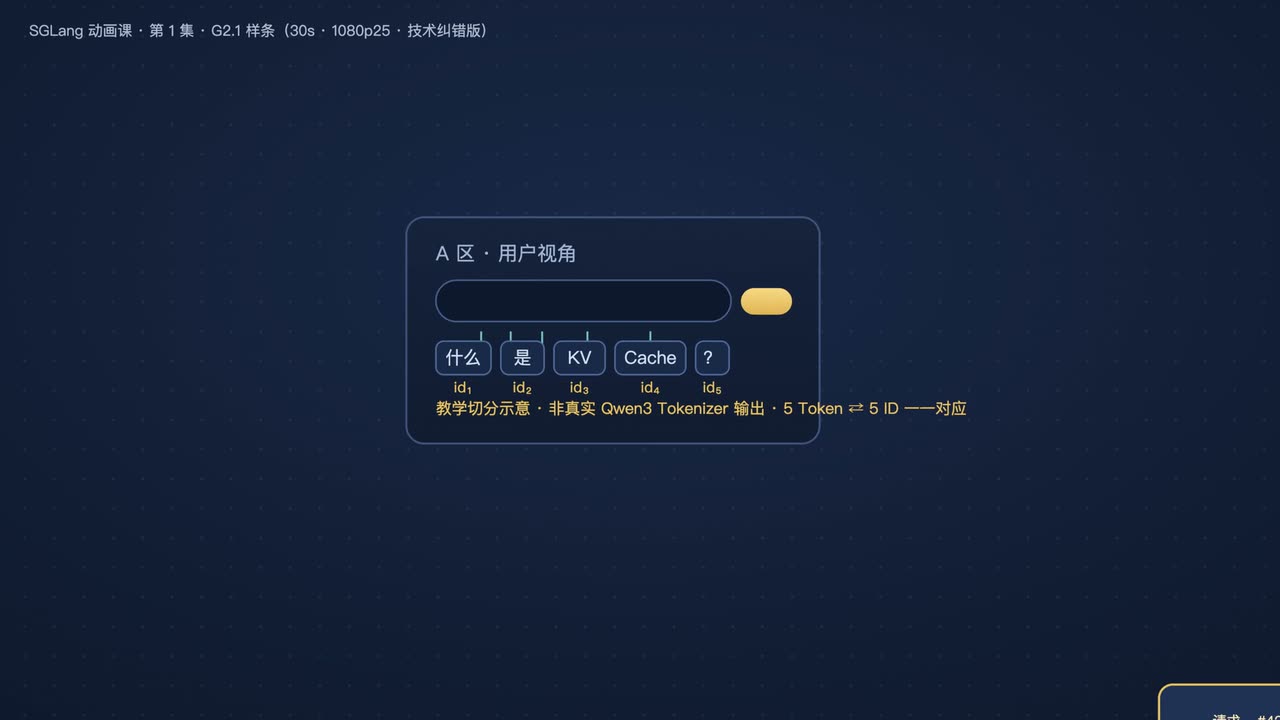 SGLang 动画课 · 第 1 集 · G2.1 样条（30s · 1080p25 · 技术纠错版）
A 区 · 用户视角
什么 是 KV Cache ?
id₁ id₂ id₃ id₄ id₅
教学切分示意 · 非真实 Qwen3 Tokenizer 输出 · 5 Token ⇄ 5 ID 一一对应